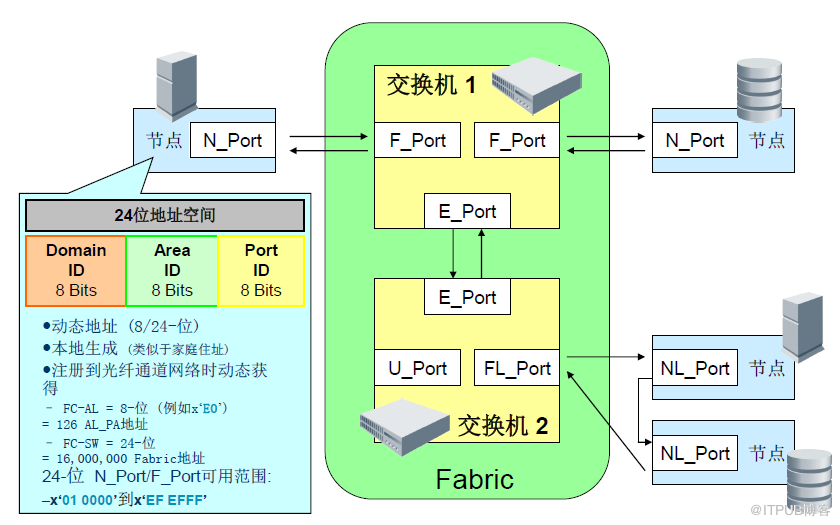 交换机 1
节点
N_Port
F_Port
F_Port
N_Port
节点
E_Port
24位地址空间
Domain
ID
8 Bits
Area
ID
8 Bits
Port
ID
8 Bits
●动态地址 (8/24-位)
●本地生成 (类似于家庭住址)
●注册到光纤通道网络时动态获
得
– FC-AL = 8-位 (例如x‘E0’)
= 126 AL_PA地址
– FC-SW = 24-位
= 16,000,000 Fabric地址
24-位 N_Port/F_Port可用范围:
–x‘01 0000’到x‘EF EFFF’
E_Port
U_Port
FL_Port
交换机 2
NL_Port
节点
NL_Port
节点
Fabric
@ITPUB博客